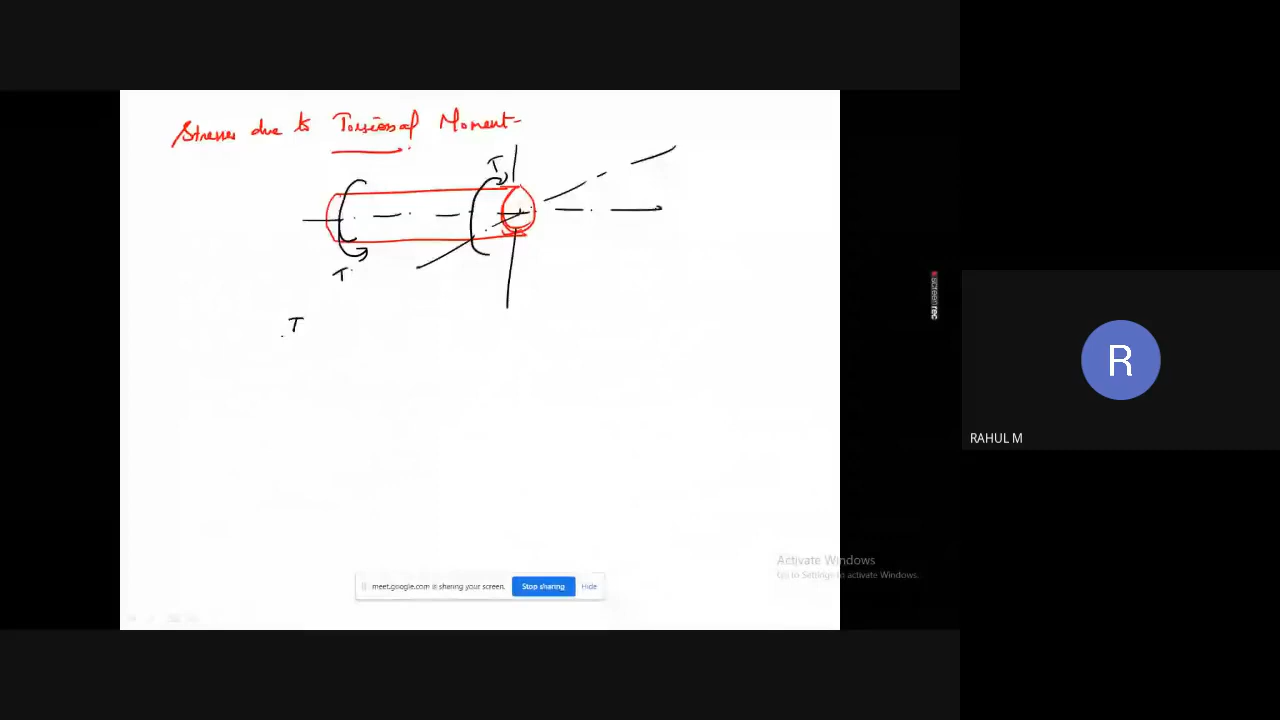 Stresses due to Torsional Moment-
T
T
T
screenrec
R
RAHUL M
Activate Windows
Go to Settings to activate Windows.
meet.google.com is sharing your screen. Stop sharing Hide